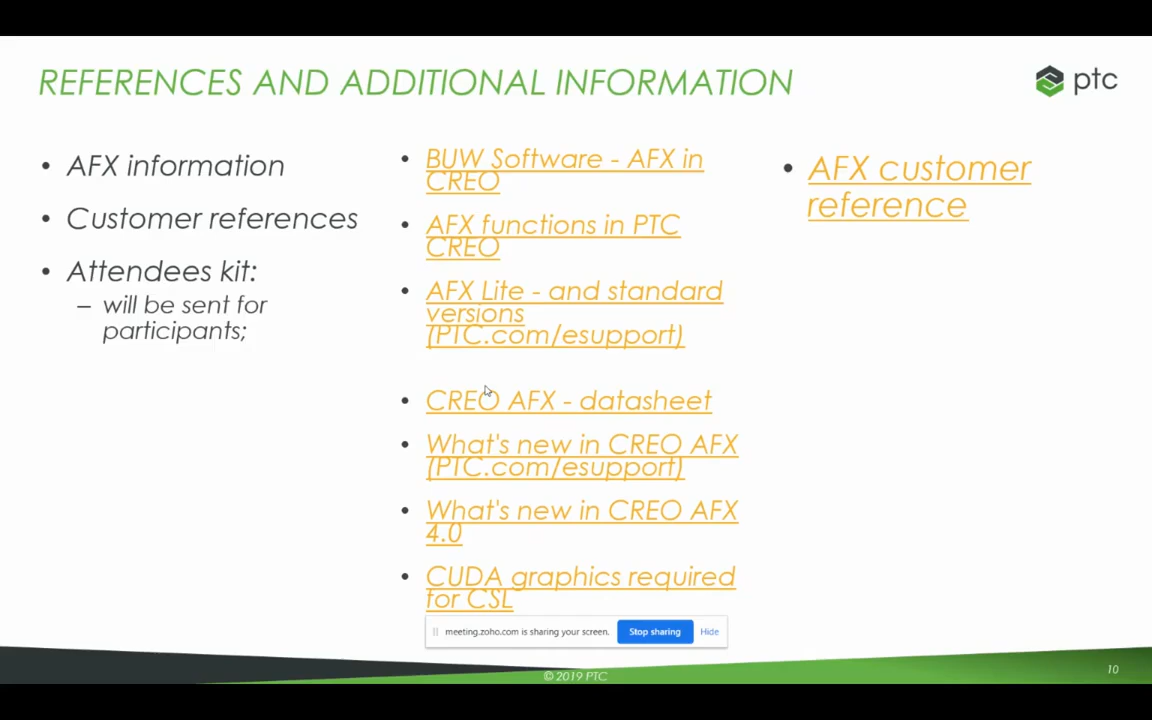 REFERENCES AND ADDITIONAL INFORMATION
ptc
• AFX information
• Customer references
• Attendees kit:
– will be sent for
participants;
• BUW Software - AFX in
CREO
• AFX functions in PTC
CREO
• AFX Lite - and standard
versions
(PTC.com/esupport)
• CREO AFX - datasheet
• What's new in CREO AFX
(PTC.com/esupport)
• What's new in CREO AFX
4.0
• CUDA graphics required
for CSL
• AFX customer
reference
meeting.zoho.com is sharing your screen.
Stop sharing
Hide
© 2019 PTC
10